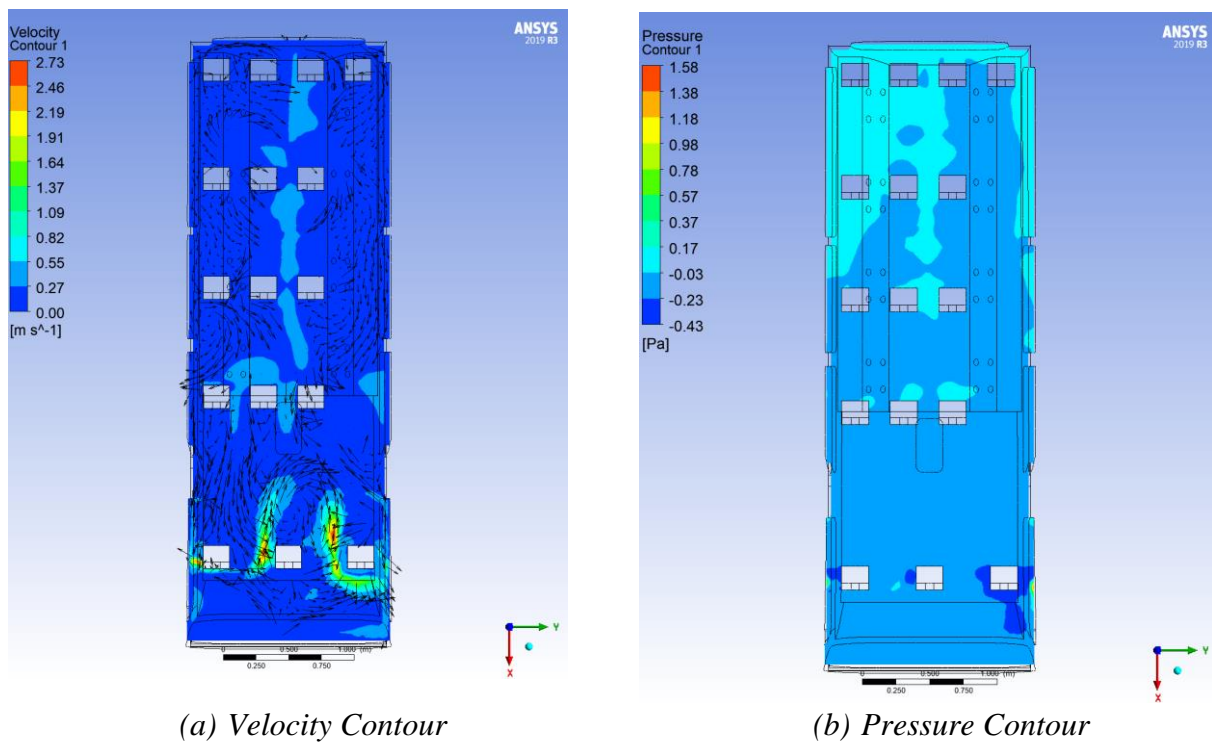 Velocity
Contour 1
2.73
2.46
2.19
1.91
1.64
1.37
1.09
0.82
0.55
0.27
0.00
[m s^-1]
ANSYS
2019 R3
Y
X
0 0.500 1.000 (m)
0.250 0.750
(a) Velocity Contour
Pressure
Contour 1
1.58
1.38
1.18
0.98
0.78
0.57
0.37
0.17
-0.03
-0.23
-0.43
[Pa]
ANSYS
2019 R3
Y
X
0 0.500 1.000 (m)
0.250 0.750
(b) Pressure Contour